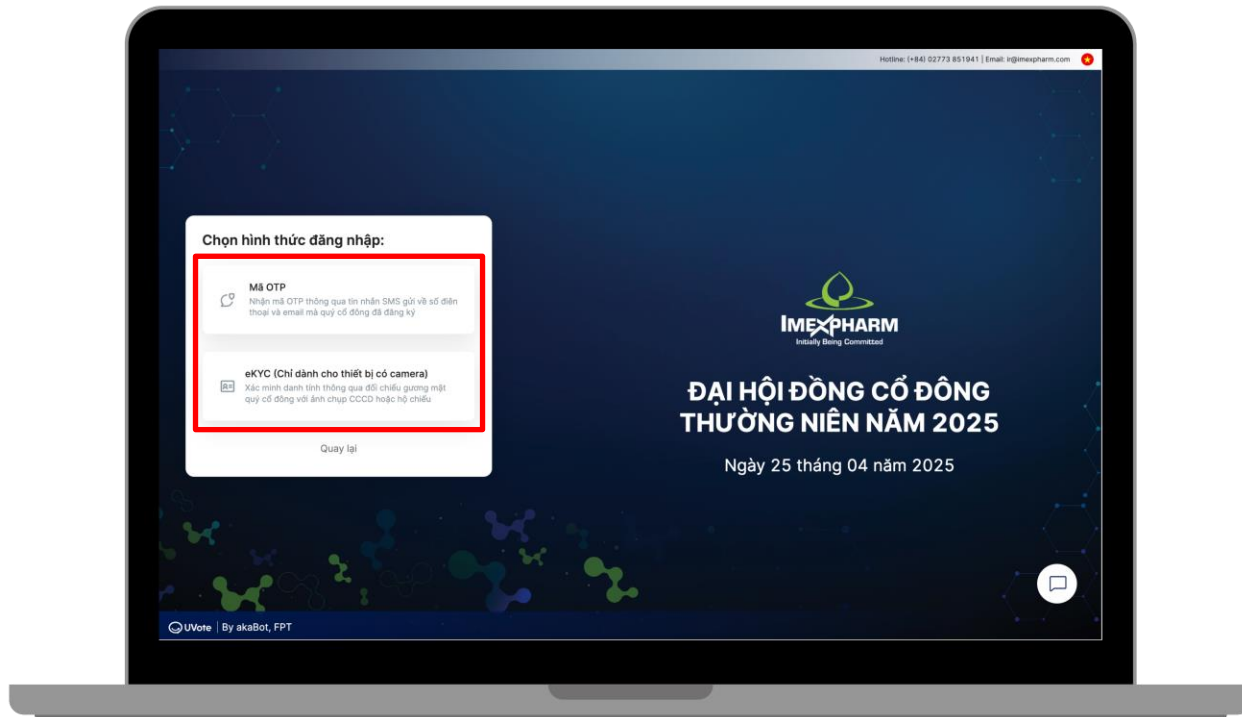 Hotline: (+84) 02773 851941 | Email: ir@imexpharm.com
Chọn hình thức đăng nhập:
Mã OTP
Nhận mã OTP thông qua tin nhắn SMS gửi về số điện
thoại và email mà quý cổ đông đã đăng ký
eKYC (Chỉ dành cho thiết bị có camera)
Xác minh danh tính thông qua đối chiếu gương mặt
quý cổ đông với ảnh chụp CCCD hoặc hộ chiếu
Quay lại
IMEXPHARM
Initially Being Committed
ĐẠI HỘI ĐỒNG CỔ ĐÔNG
THƯỜNG NIÊN NĂM 2025
Ngày 25 tháng 04 năm 2025
UVote | By akaBot, FPT